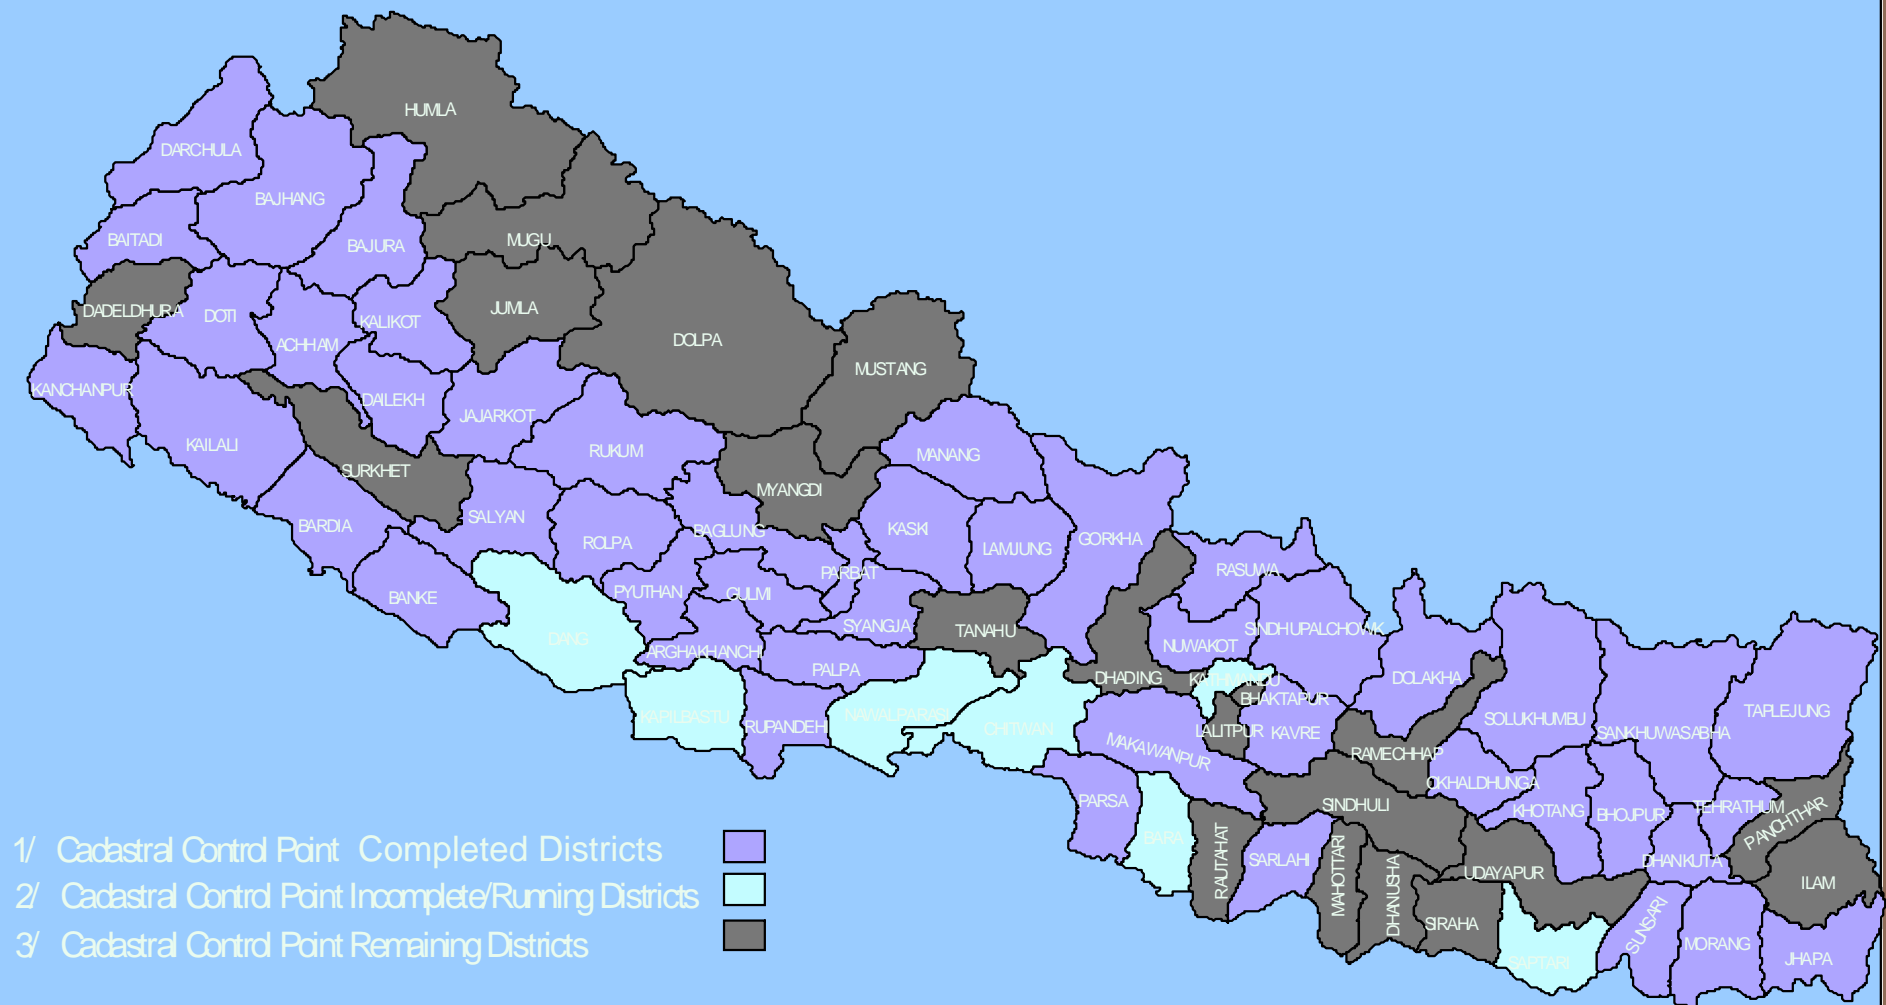 HUMLA
DARCHULA
BAJHANG
BAITADI
BAJURA
MUGU
DADELDHURA
DOTI
KALIKOT
JUMLA
ACHHAM
DOLPA
MUSTANG
KANCHANPUR
DAILEKH
JAJARKOT
KAILALI
RUKUM
MANANG
SURKHET
MYANGDI
BARDIA
SALYAN
BAGLUNG
KASKI
LAMJUNG
GORKHA
ROLPA
PARBAT
RASUWA
BANKE
PYUTHAN
GULMI
SYANGJA
TANAHU
SINDHUPALCHOWK
DANG
ARGHAKHANCHI
PALPA
NUWAKOT
DHADING
KATHMANDU
DOLAKHA
BHAKTAPUR
KAPILBASTU
RUPANDEHI
NAWALPARASI
CHITWAN
LALITPUR
KAVRE
SOLUKHUMBU
SANKHUWASABHA
TAPLEJUNG
MAKAWANPUR
RAMECHHAP
OKHALDHUNGA
PARSA
SINDHULI
KHOTANG
BHOJPUR
TEHRATHUM
PANCHTHAR
BARA
RAUTAHAT
SARLAHI
MAHOTTARI
DHANUSHA
UDAYAPUR
DHANKUTA
ILAM
SIRAHA
SAPTARI
SUNSARI
MORANG
JHAPA
1/ Cadastral Control Point Completed Districts
2/ Cadastral Control Point Incomplete/Running Districts
3/ Cadastral Control Point Remaining Districts